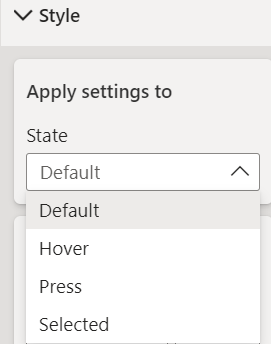 Style
Apply settings to
State
Default
Default
Hover
Press
Selected